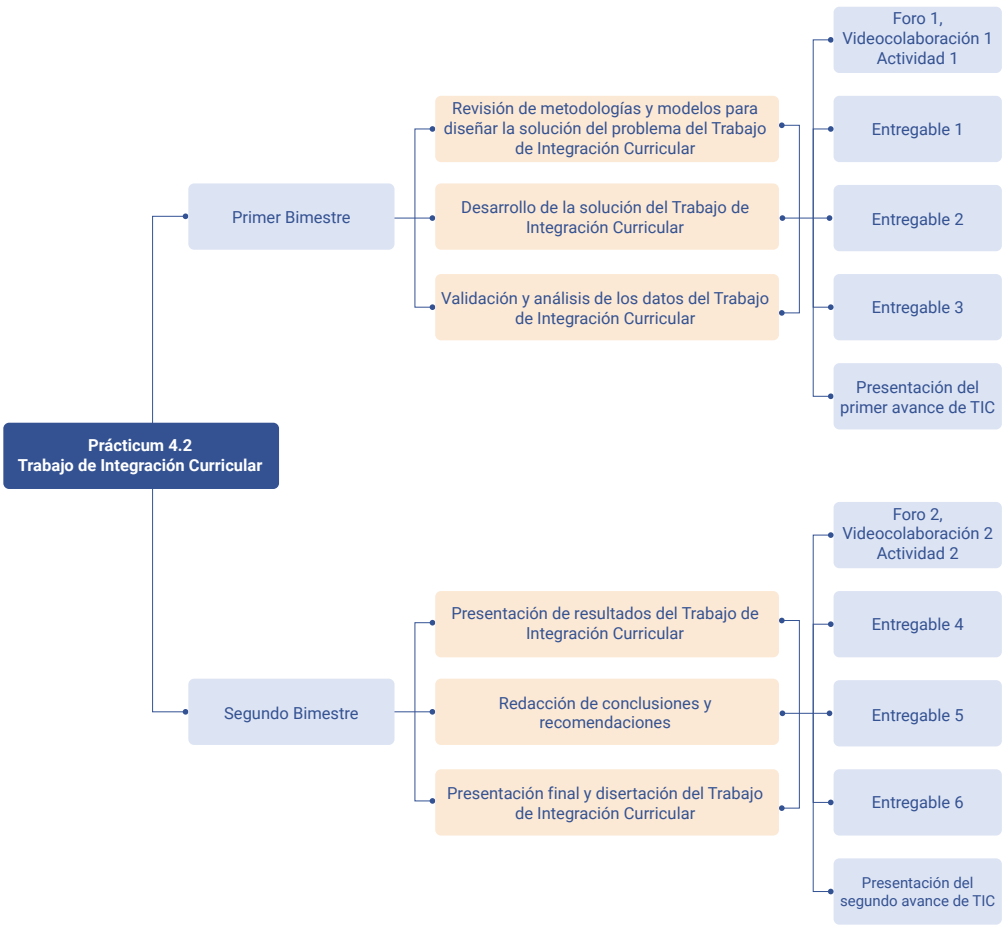 Prácticum 4.2
Trabajo de Integración Curricular
Primer Bimestre
Revisión de metodologías y modelos para
diseñar la solución del problema del Trabajo
de Integración Curricular
Desarrollo de la solución del Trabajo de
Integración Curricular
Validación y análisis de los datos del Trabajo
de Integración Curricular
Foro 1,
Videocolaboración 1
Actividad 1
Entregable 1
Entregable 2
Entregable 3
Presentación del
primer avance de TIC
Segundo Bimestre
Presentación de resultados del Trabajo de
Integración Curricular
Redacción de conclusiones y
recomendaciones
Presentación final y disertación del Trabajo
de Integración Curricular
Foro 2,
Videocolaboración 2
Actividad 2
Entregable 4
Entregable 5
Entregable 6
Presentación del
segundo avance de TIC